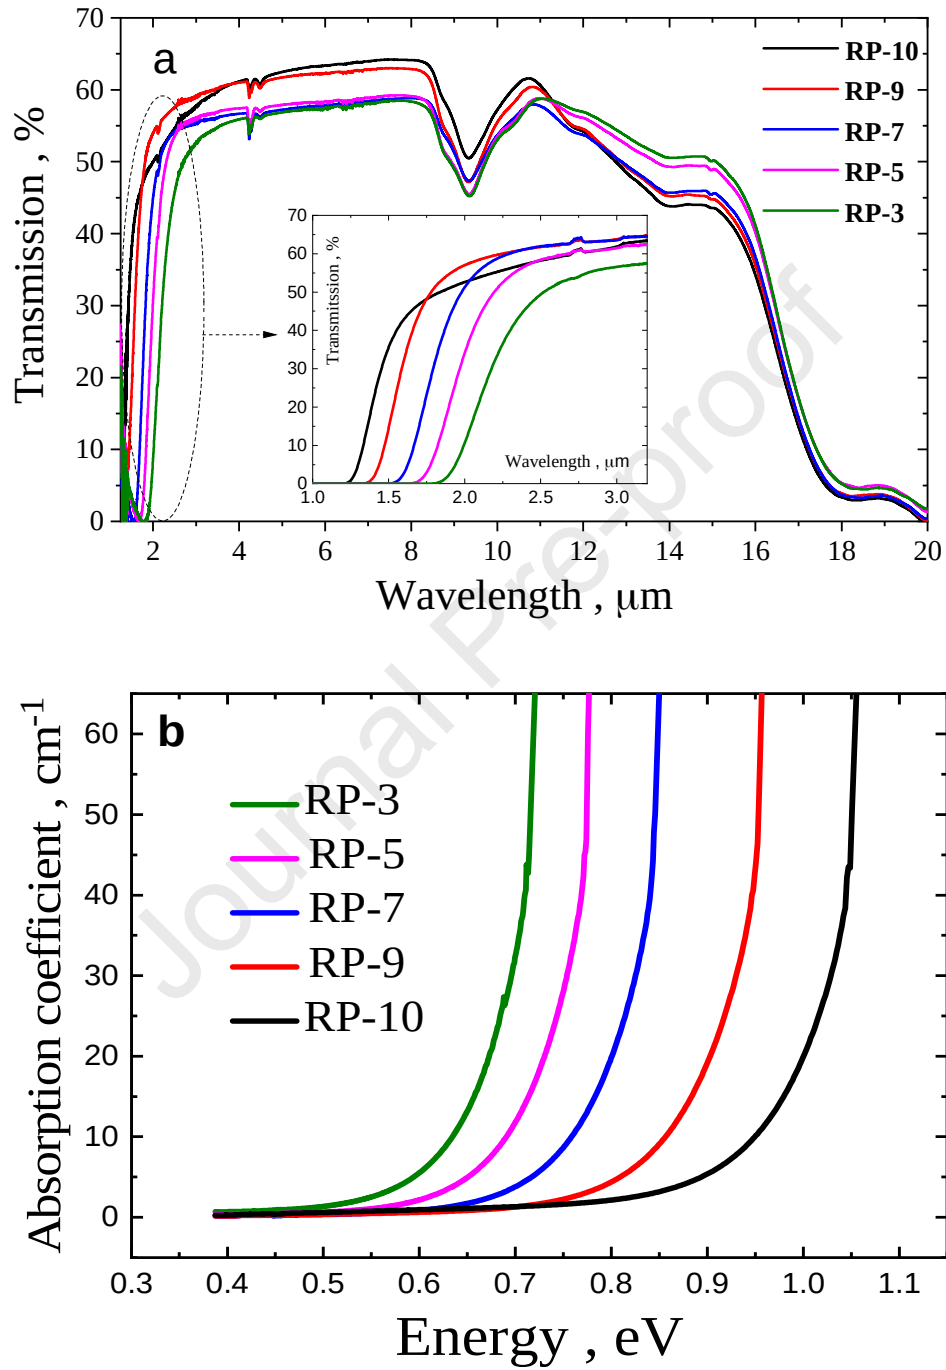 a
70
60
50
40
30
20
10
0
Transmission , %
RP-10
RP-9
RP-7
RP-5
RP-3
70
60
50
40
30
20
10
0
Transmitssion , %
Wavelength , μm
1.0 1.5 2.0 2.5 3.0
2 4 6 8 10 12 14 16 18 20
Wavelength , μm
Journal Pre-proof
b
60
50
40
30
20
10
0
Absorption coefficient , cm-1
RP-3
RP-5
RP-7
RP-9
RP-10
0.3 0.4 0.5 0.6 0.7 0.8 0.9 1.0 1.1
Energy , eV